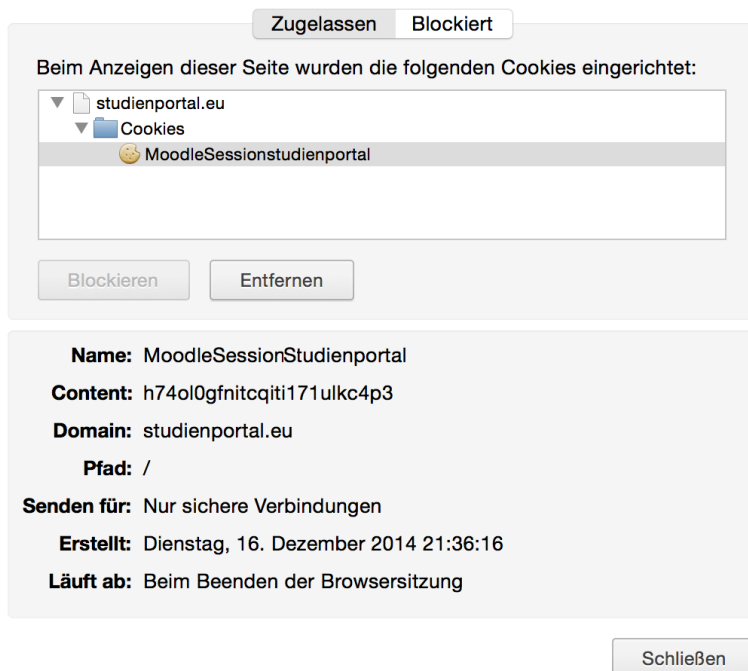 Zugelassen Blockiert
Beim Anzeigen dieser Seite wurden die folgenden Cookies eingerichtet:
studienportal.eu
Cookies
MoodleSessionstudienportal
Blockieren Entfernen
Name: MoodleSessionStudienportal
Content: h74ol0gfnitcqiti171ulkc4p3
Domain: studienportal.eu
Pfad: /
Senden für: Nur sichere Verbindungen
Erstellt: Dienstag, 16. Dezember 2014 21:36:16
Läuft ab: Beim Beenden der Browsersitzung
Schließen